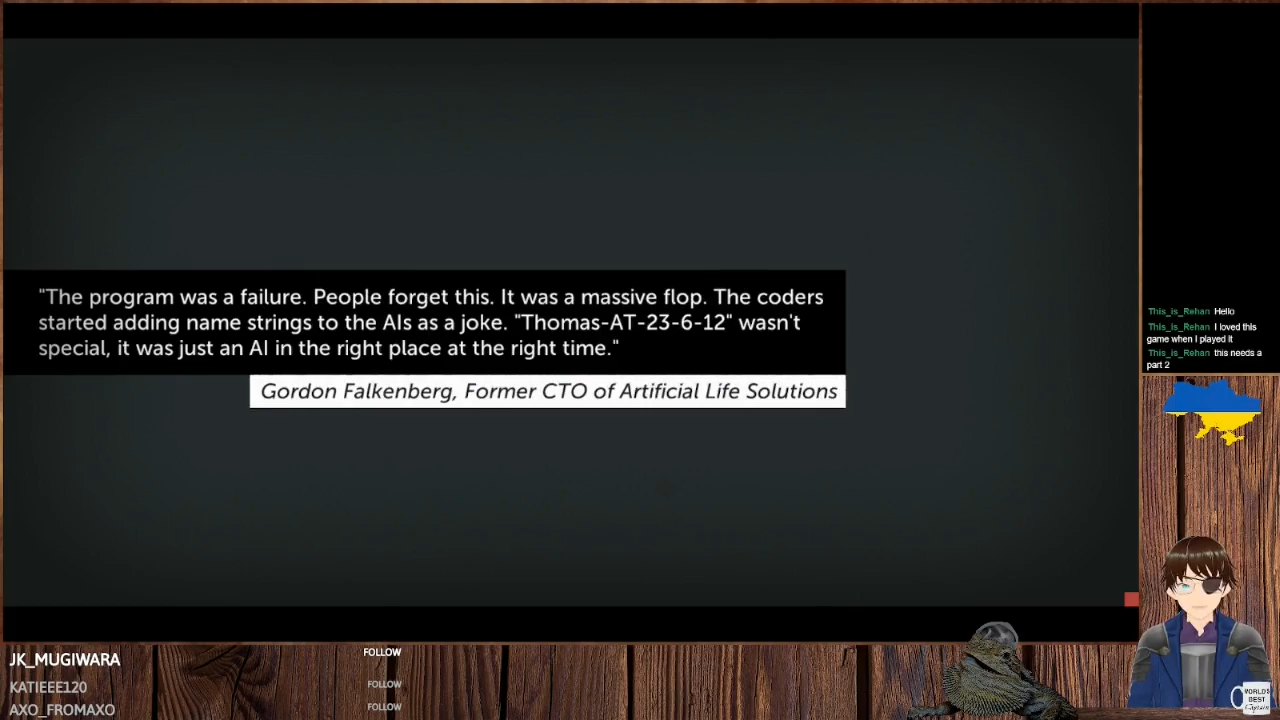 "The program was a failure. People forget this. It was a massive flop. The coders
started adding name strings to the AIs as a joke. "Thomas-AT-23-6-12" wasn't
special, it was just an AI in the right place at the right time."
Gordon Falkenberg, Former CTO of Artificial Life Solutions
This_is_Rehan Hello
This_is_Rehan I loved this
game when I played it
This_is_Rehan this needs a
part 2
JK_MUGIWARA FOLLOW
KATIEEE120 FOLLOW
AXO_FROMAXO FOLLOW
WORLD'S
BEST
Captain